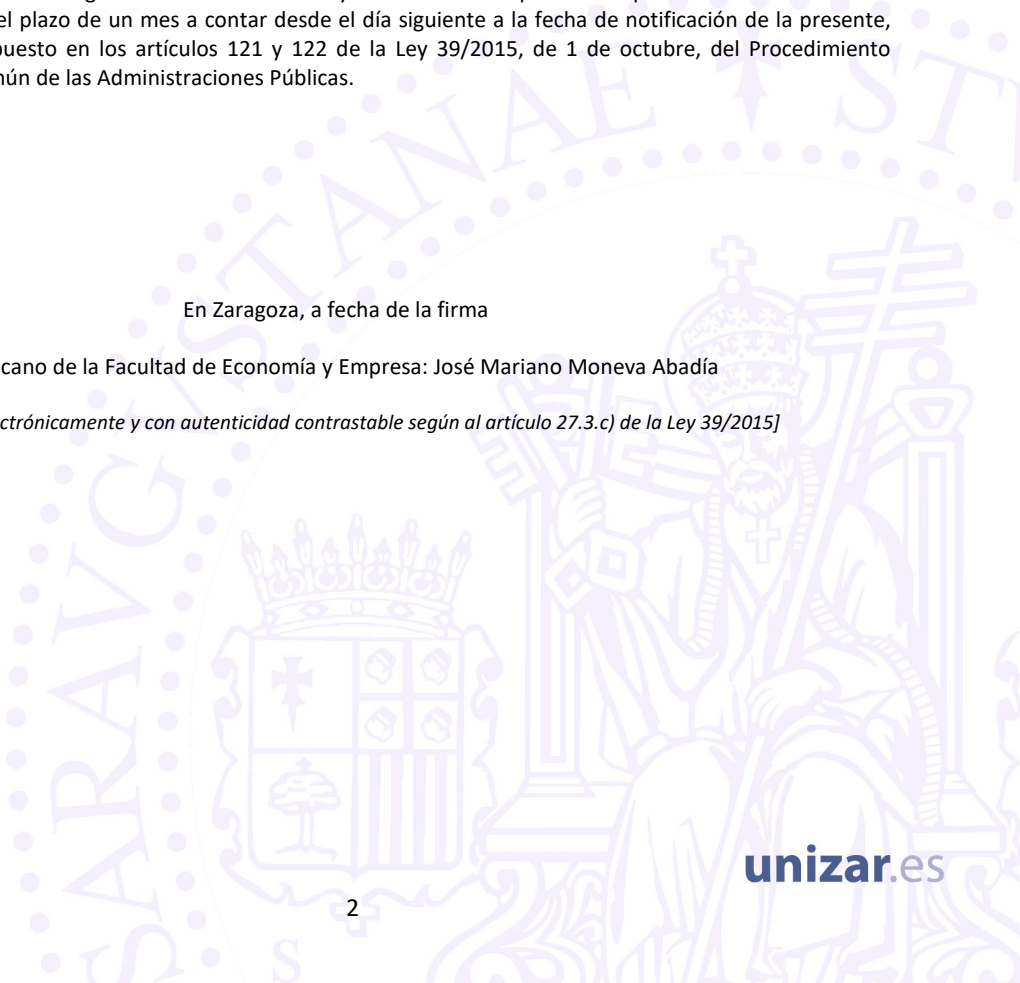 el plazo de un mes a contar desde el día siguiente a la fecha de notificación de la presente,
puesto en los artículos 121 y 122 de la Ley 39/2015, de 1 de octubre, del Procedimiento
mún de las Administraciones Públicas.
En Zaragoza, a fecha de la firma
cano de la Facultad de Economía y Empresa: José Mariano Moneva Abadía
ctrónicamente y con autenticidad contrastable según al artículo 27.3.c) de la Ley 39/2015]
SARAVGVSTANAE STV
S
unizar.es
2